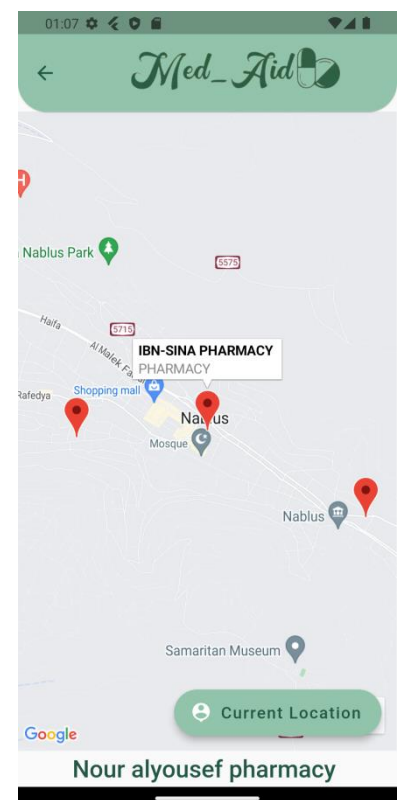 01:07
Med_Aid
H
Nablus Park
5575
Haifa
5715
Al Malek Fa
IBN-SINA PHARMACY
PHARMACY
Rafedya
Shopping mall
Nablus
Mosque
Nablus
Samaritan Museum
Current Location
Google
Nour alyousef pharmacy